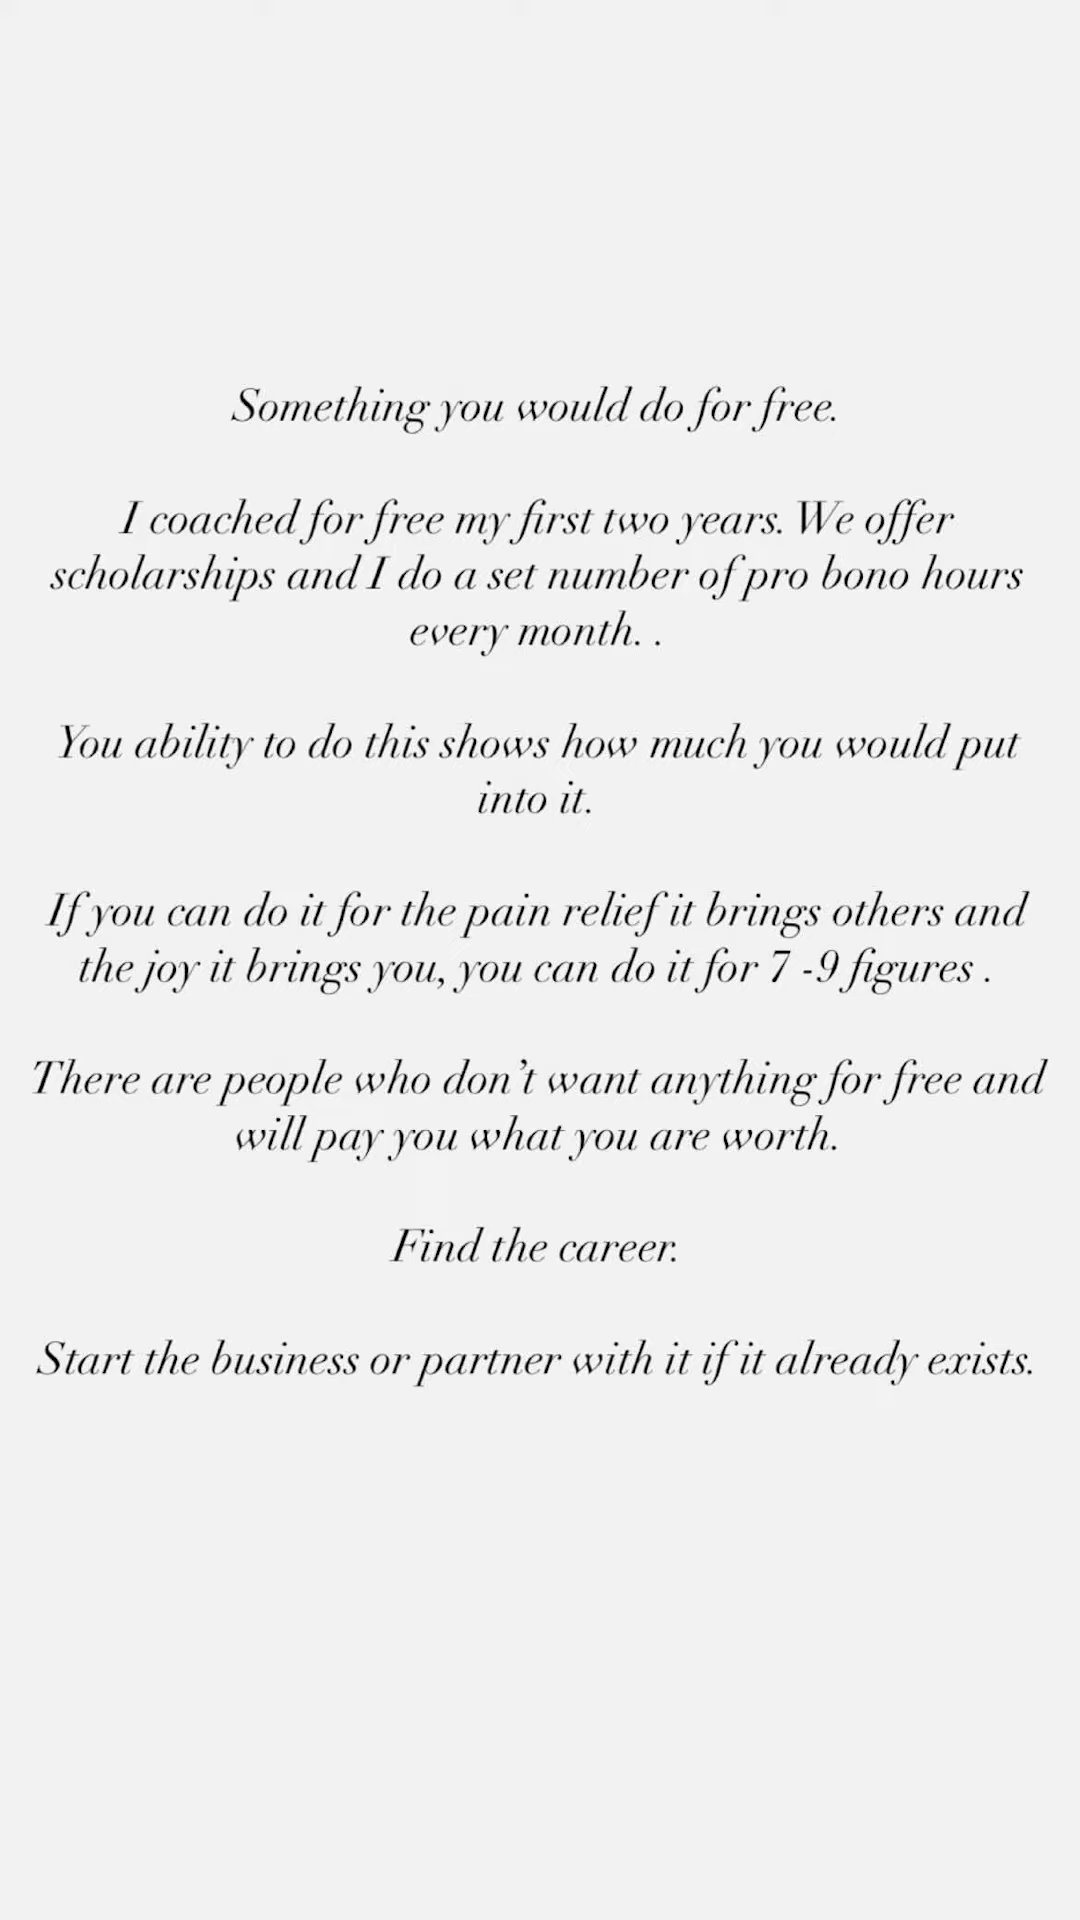 Something you would do for free.
I coached for free my first two years. We offer
scholarships and I do a set number of pro bono hours
every month. .
You ability to do this shows how much you would put
into it.
If you can do it for the pain relief it brings others and
the joy it brings you, you can do it for 7 -9 figures .
There are people who don’t want anything for free and
will pay you what you are worth.
Find the career.
Start the business or partner with it if it already exists.